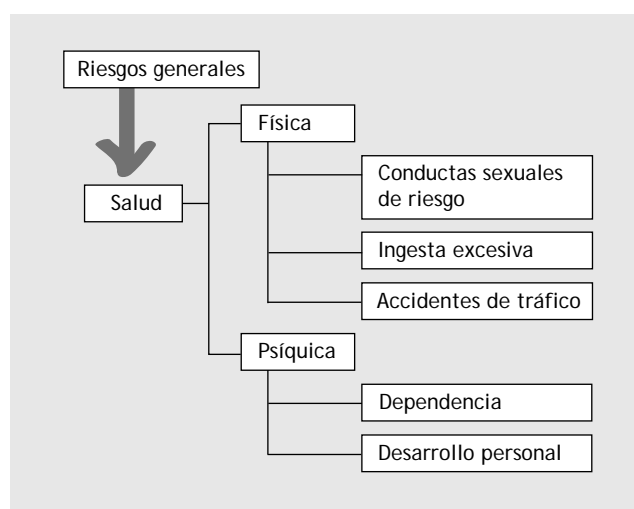 Riesgos generales
Física
Conductas sexuales
de riesgo
Salud
Ingesta excesiva
Accidentes de tráfico
Psíquica
Dependencia
Desarrollo personal